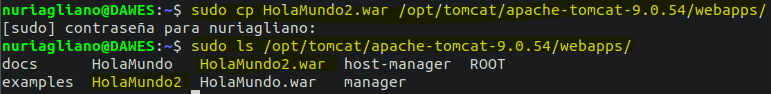 nuriagliano@DAWES:~$ sudo cp HolaMundo2.war /opt/tomcat/apache-tomcat-9.0.54/webapps/
[sudo] contraseña para nuriagliano:
nuriagliano@DAWES:~$ sudo ls /opt/tomcat/apache-tomcat-9.0.54/webapps/
docs      HolaMundo   HolaMundo2.war  host-manager  ROOT
examples  HolaMundo2  HolaMundo.war   manager